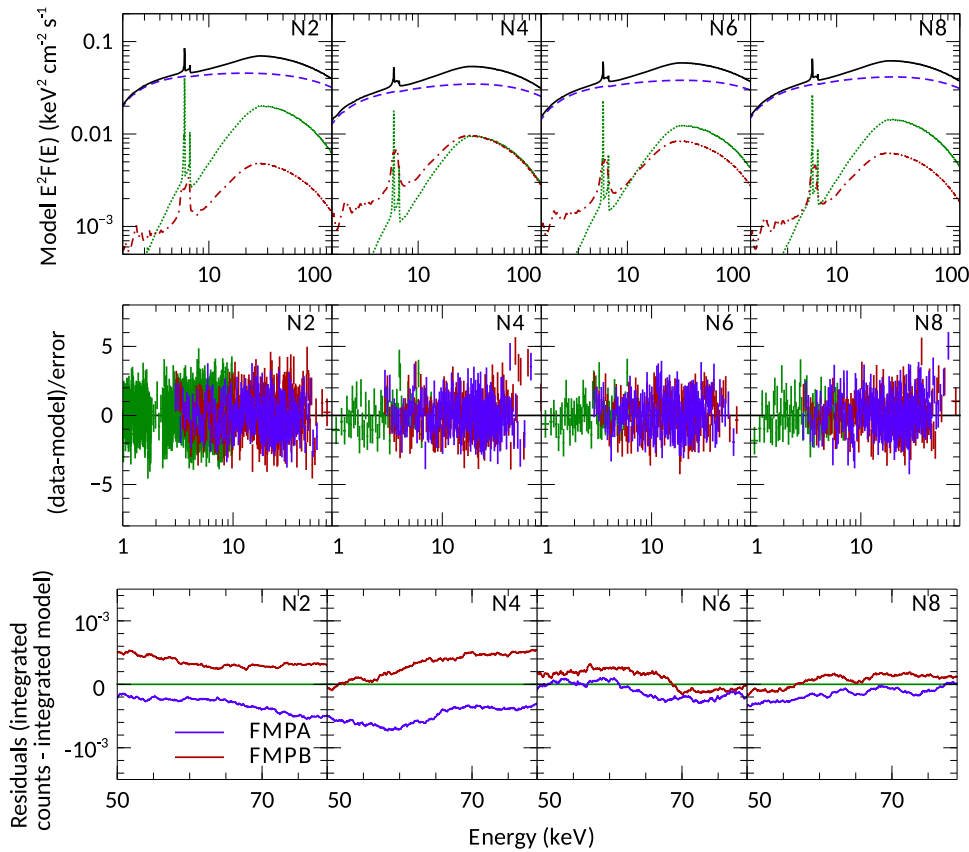 Model E²F(E) (keV² cm⁻² s⁻¹)
0.1
0.01
10⁻³
N2
N4
N6
N8
10 100 10 100 10 100 10 100
(data-model)/error
5
0
−5
N2
N4
N6
N8
1 10 1 10 1 10 1 10
Residuals (integrated
counts - integrated model)
10⁻³
0
-10⁻³
N2
N4
N6
N8
FMPA
FMPB
50 70 50 70 50 70 50 70
Energy (keV)